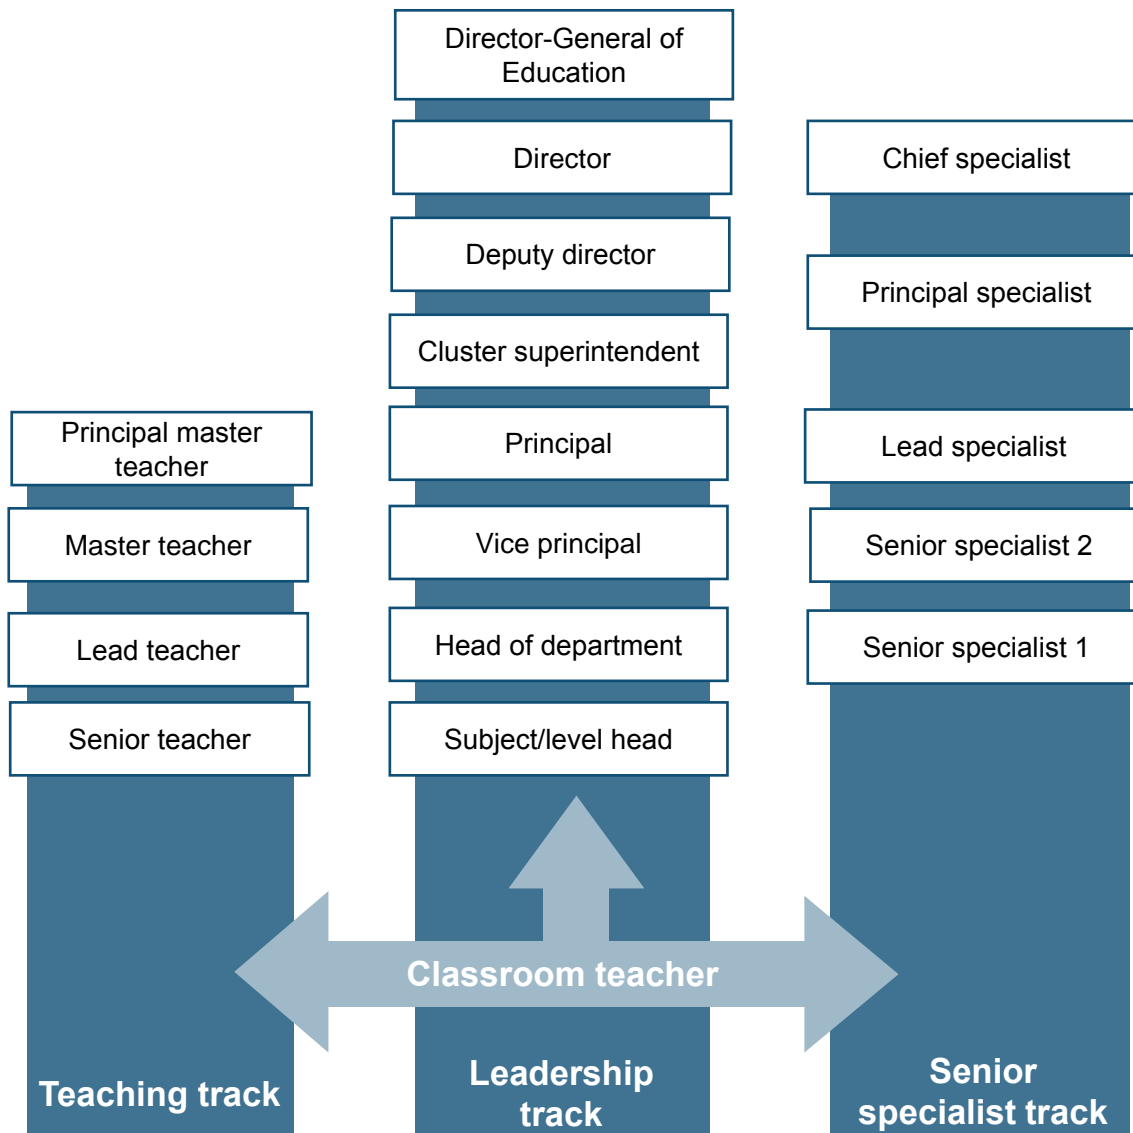 Director-General of
Education
Director
Deputy director
Cluster superintendent
Principal
Vice principal
Head of department
Subject/level head
Chief specialist
Principal specialist
Lead specialist
Senior specialist 2
Senior specialist 1
Principal master
teacher
Master teacher
Lead teacher
Senior teacher
Classroom teacher
Teaching track
Leadership
track
Senior
specialist track